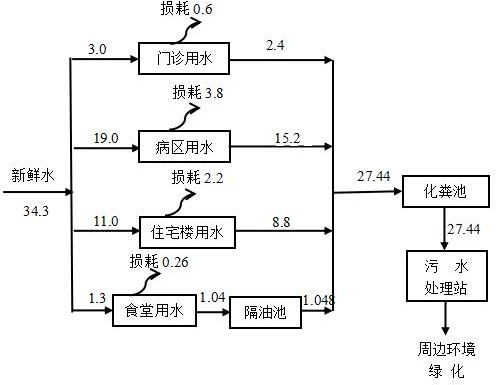 损耗0.6
3.0
门诊用水
2.4
损耗3.8
19.0
病区用水
15.2
新鲜水
34.3
损耗2.2
11.0
住宅楼用水
8.8
27.44
化粪池
27.44
污 水
处理站
损耗0.26
1.3
食堂用水
1.04
隔油池
1.048
周边环境
绿 化